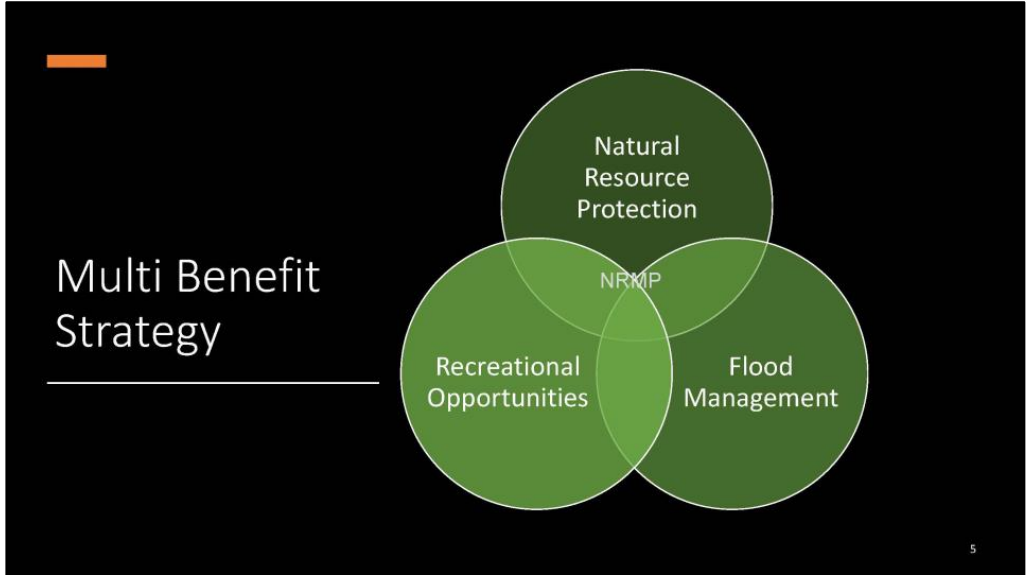 Multi Benefit
Strategy
Natural
Resource
Protection
NRMP
Recreational
Opportunities
Flood
Management
5